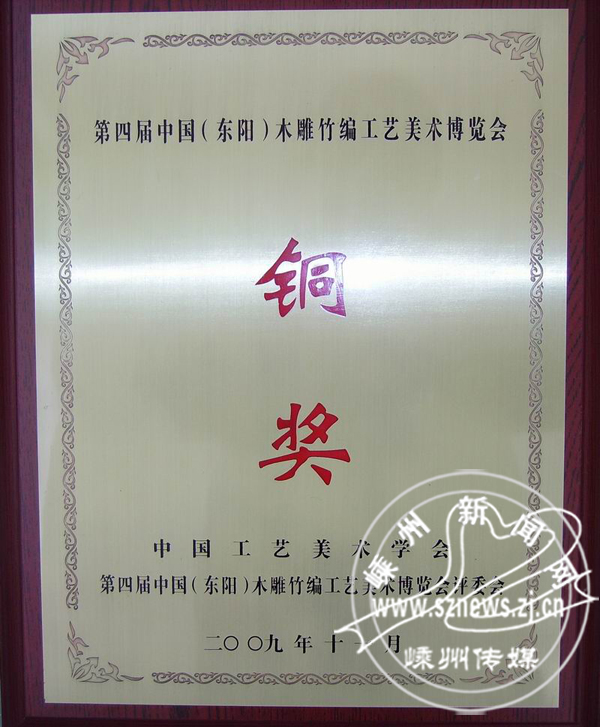 第四届中国(东阳)木雕竹编工艺美术博览会
铜
奖
中国工艺美术学会
第四届中国(东阳)木雕竹编工艺美术博览会评委会
二〇〇九年十 月
嵊州新闻网
www.sznews.zj.cn
嵊州传媒